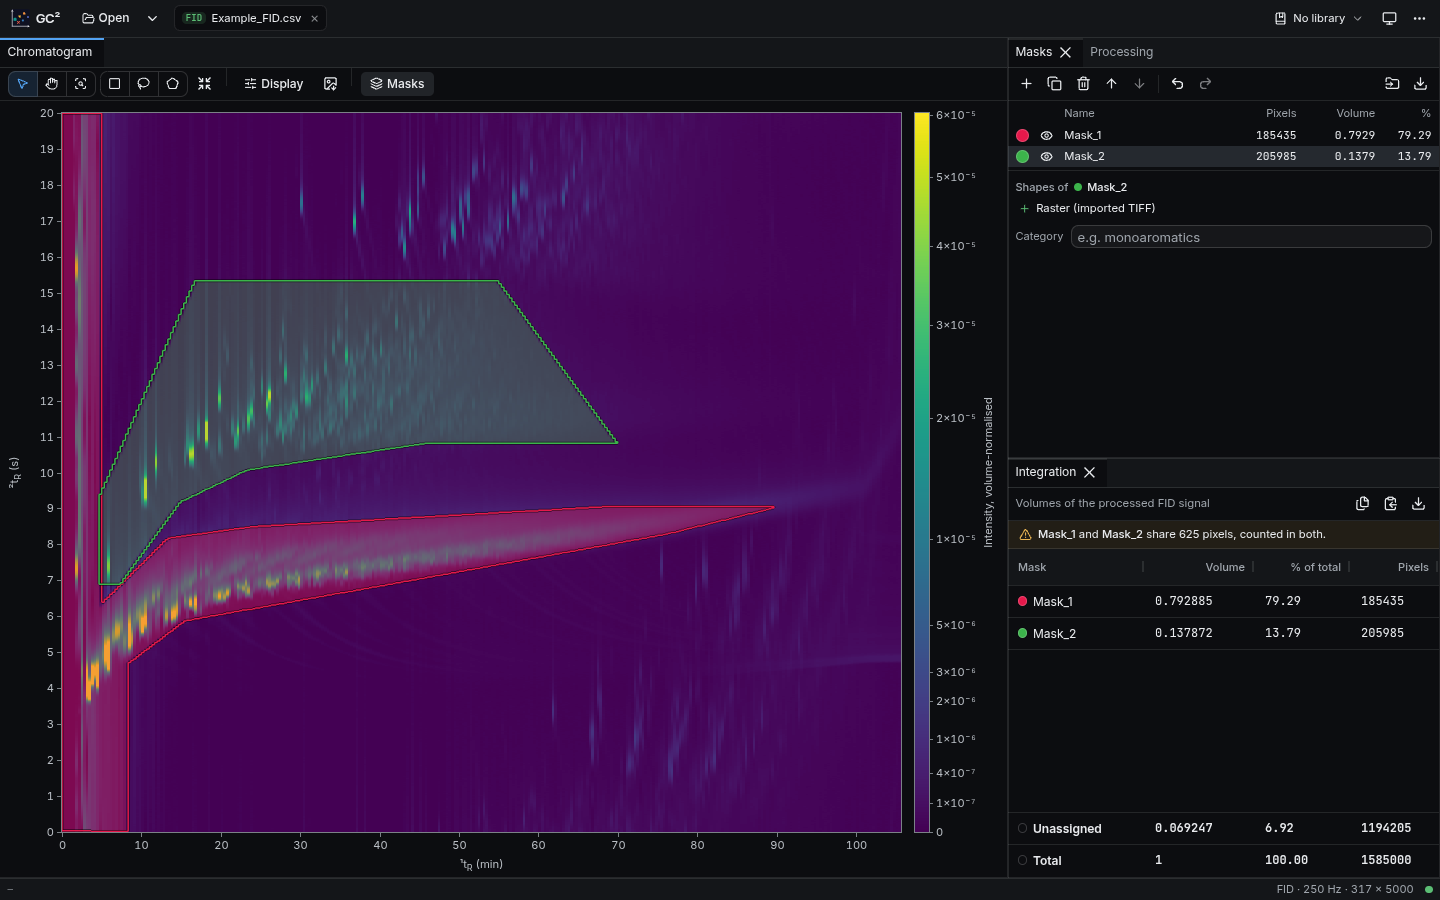 GC² Open FID Example_FID.csv × No library
Chromatogram
Display Masks
Masks Processing
Name Pixels Volume %
Mask_1 185435 0.7929 79.29
Mask_2 205985 0.1379 13.79
Shapes of Mask_2
+ Raster (imported TIFF)
Category e.g. monoaromatics
Integration
Volumes of the processed FID signal
Mask_1 and Mask_2 share 625 pixels, counted in both.
Mask Volume % of total Pixels
Mask_1 0.792885 79.29 185435
Mask_2 0.137872 13.79 205985
Unassigned 0.069247 6.92 1194205
Total 1 100.00 1585000
20
19
18
17
16
15
14
13
12
11
10
9
8
7
6
5
4
3
2
1
0
²tR (s)
0 10 20 30 40 50 60 70 80 90 100
¹tR (min)
6×10⁻⁵
5×10⁻⁵
4×10⁻⁵
3×10⁻⁵
2×10⁻⁵
1×10⁻⁵
5×10⁻⁶
3×10⁻⁶
2×10⁻⁶
1×10⁻⁶
4×10⁻⁷
1×10⁻⁷
0
Intensity, volume-normalised
–
FID · 250 Hz · 317 × 5000